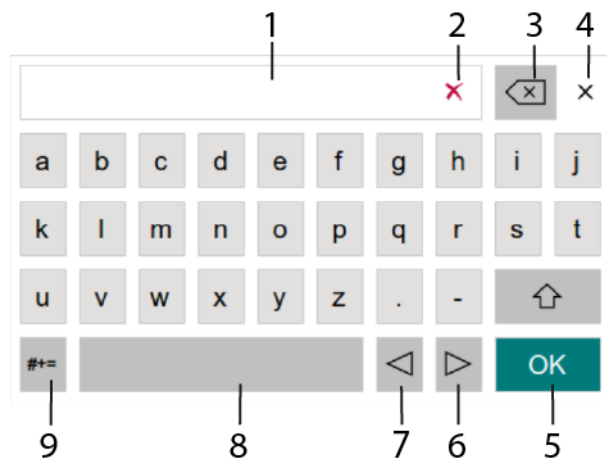 1 2 3 4
a b c d e f g h i j
k l m n o p q r s t
u v w x y z . -
#+= OK
9 8 7 6 5